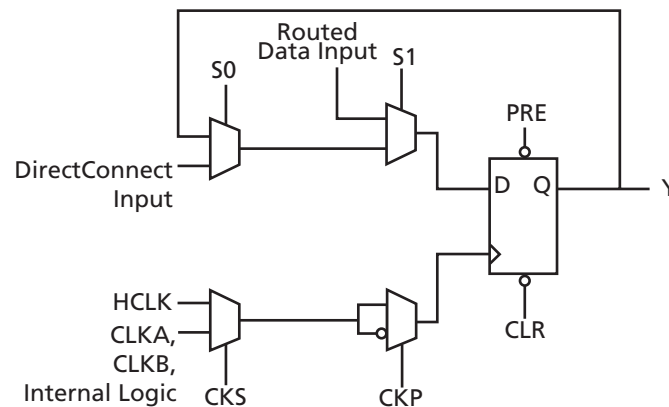 Routed
Data Input
S1
S0
PRE
DirectConnect
Input
D
Q
Y
HCLK
CLKA,
CLKB,
Internal Logic
CKS
CKP
CLR